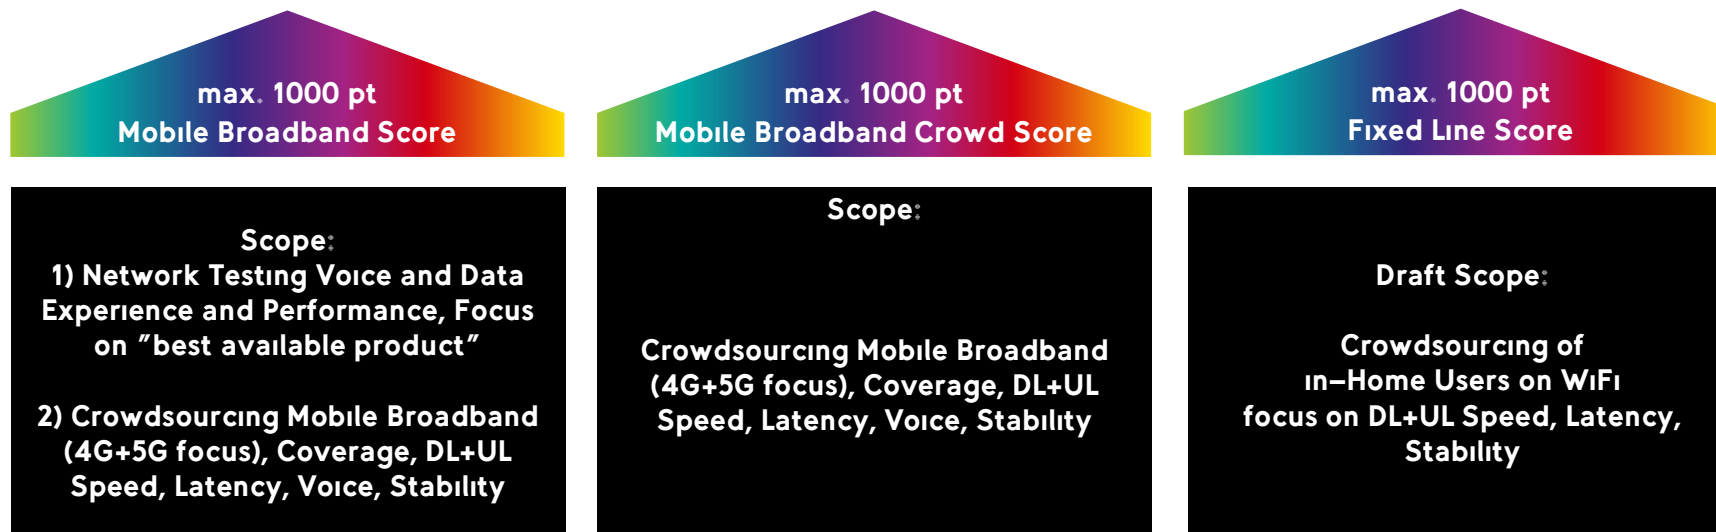 max. 1000 pt
Mobile Broadband Score
Scope:
1) Network Testing Voice and Data
Experience and Performance, Focus
on "best available product"
2) Crowdsourcing Mobile Broadband
(4G+5G focus), Coverage, DL+UL
Speed, Latency, Voice, Stability
max. 1000 pt
Mobile Broadband Crowd Score
Scope:
Crowdsourcing Mobile Broadband
(4G+5G focus), Coverage, DL+UL
Speed, Latency, Voice, Stability
max. 1000 pt
Fixed Line Score
Draft Scope:
Crowdsourcing of
in-Home Users on WiFi
focus on DL+UL Speed, Latency,
Stability